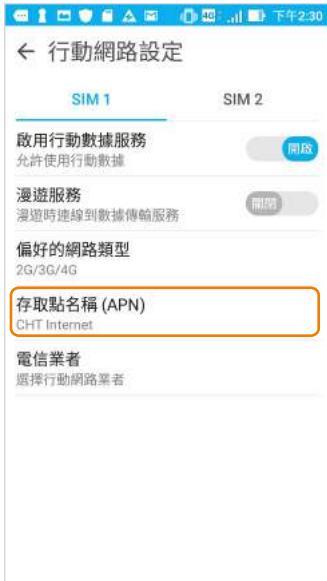 4G 下午2:30
← 行動網路設定
SIM 1 SIM 2
啟用行動數據服務
開啟
允許使用行動數據
漫遊服務
關閉
漫遊時連線到數據傳輸服務
偏好的網路類型
2G/3G/4G
存取點名稱 (APN)
CHT Internet
電信業者
選擇行動網路業者